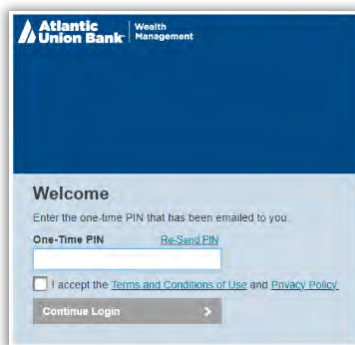 Atlantic
Union Bank
Wealth
Management
Welcome
Enter the one-time PIN that has been emailed to you.
One-Time PIN Re-Send PIN
I accept the Terms and Conditions of Use and Privacy Policy.
Continue Login